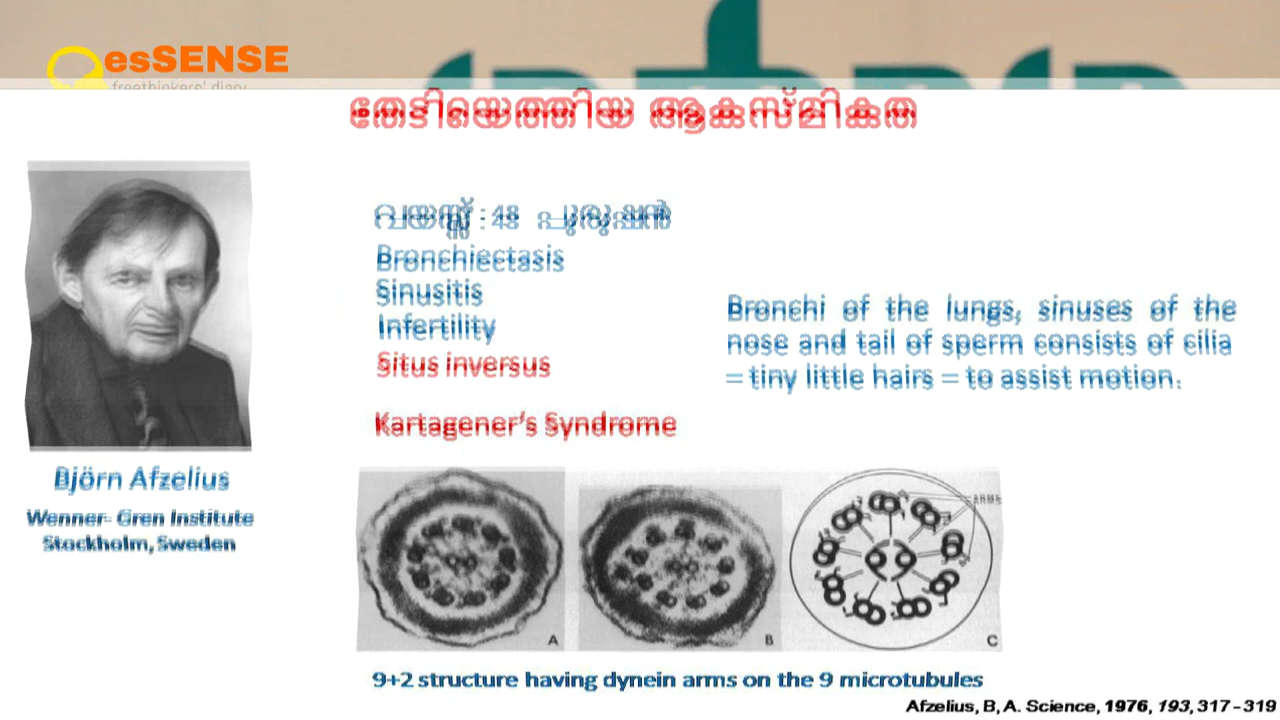 esSENSE
freethinkers' diary
തേടിയെത്തിയ ആകസ്മികത
വയസ്സ് : 48 പുരുഷൻ
Bronchiectasis
Sinusitis
Infertility
Situs inversus
Kartagener's Syndrome
Bronchi of the lungs, sinuses of the
nose and tail of sperm consists of cilia
= tiny little hairs = to assist motion.
Björn Afzelius
Wenner- Gren Institute
Stockholm, Sweden
ARMS
A
B
C
9+2 structure having dynein arms on the 9 microtubules
Afzelius, B, A. Science, 1976, 193, 317 - 319